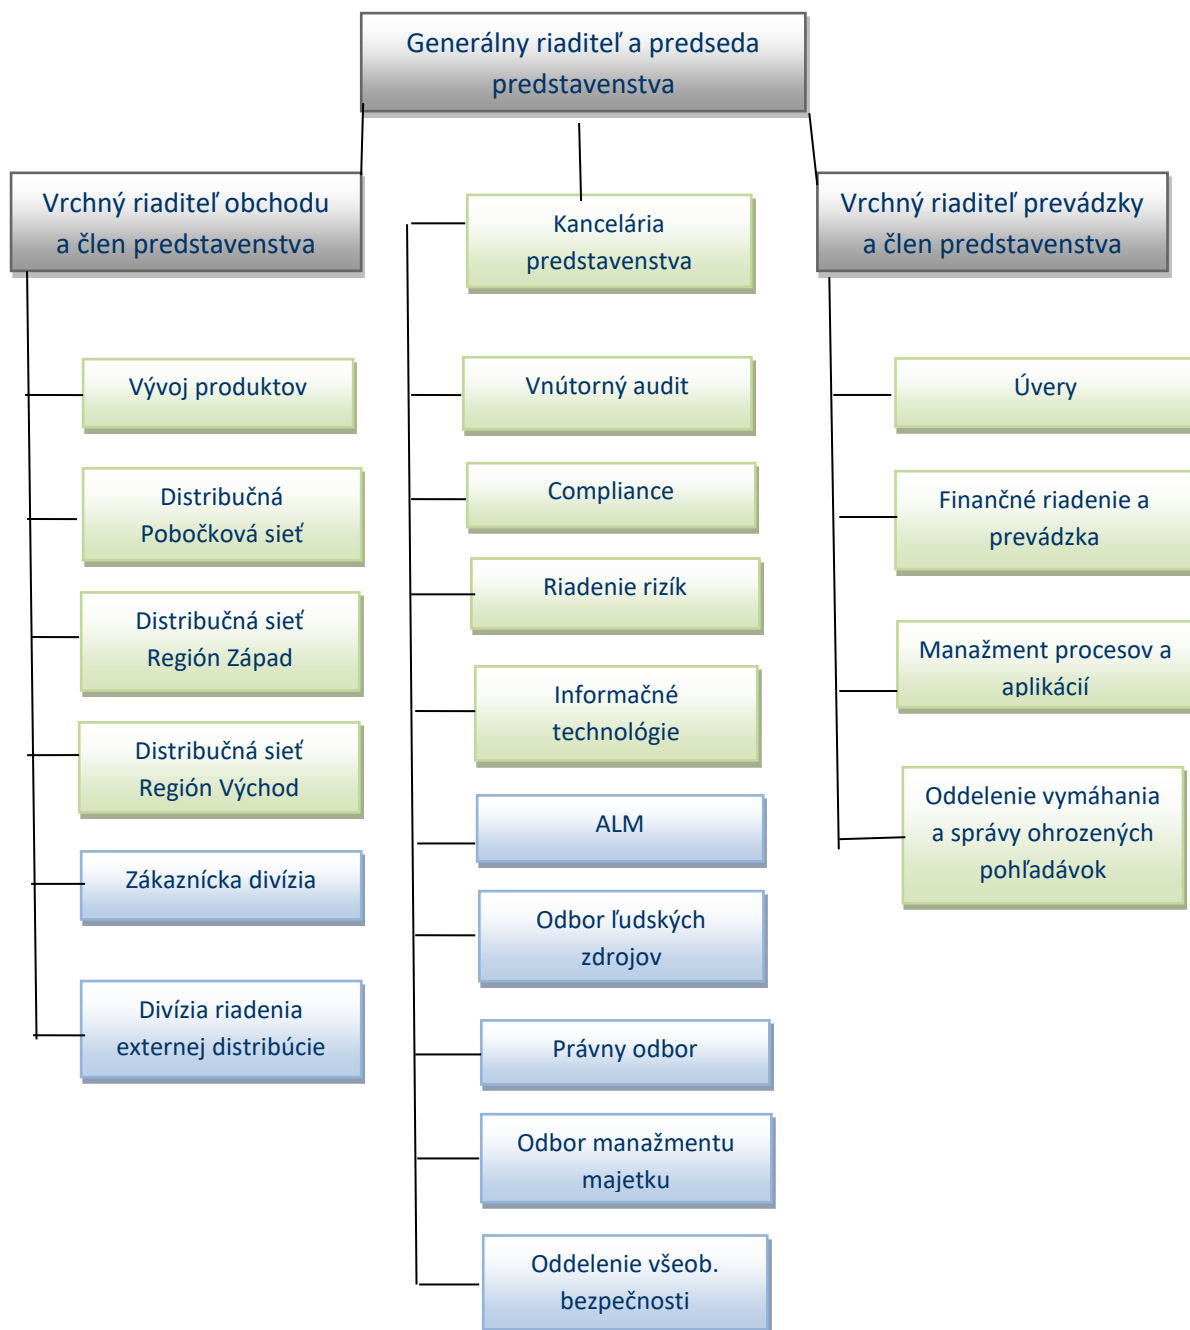 Generálny riaditeľ a predseda
predstavenstva
Vrchný riaditeľ obchodu
a člen predstavenstva
Vývoj produktov
Distribučná
Pobočková sieť
Distribučná sieť
Región Západ
Distribučná sieť
Región Východ
Zákaznícka divízia
Divízia riadenia
externej distribúcie
Kancelária
predstavenstva
Vnútorný audit
Compliance
Riadenie rizík
Informačné
technológie
ALM
Odbor ľudských
zdrojov
Právny odbor
Odbor manažmentu
majetku
Oddelenie všeob.
bezpečnosti
Vrchný riaditeľ prevádzky
a člen predstavenstva
Úvery
Finančné riadenie a
prevádzka
Manažment procesov a
aplikácií
Oddelenie vymáhania
a správy ohrozených
pohľadávok